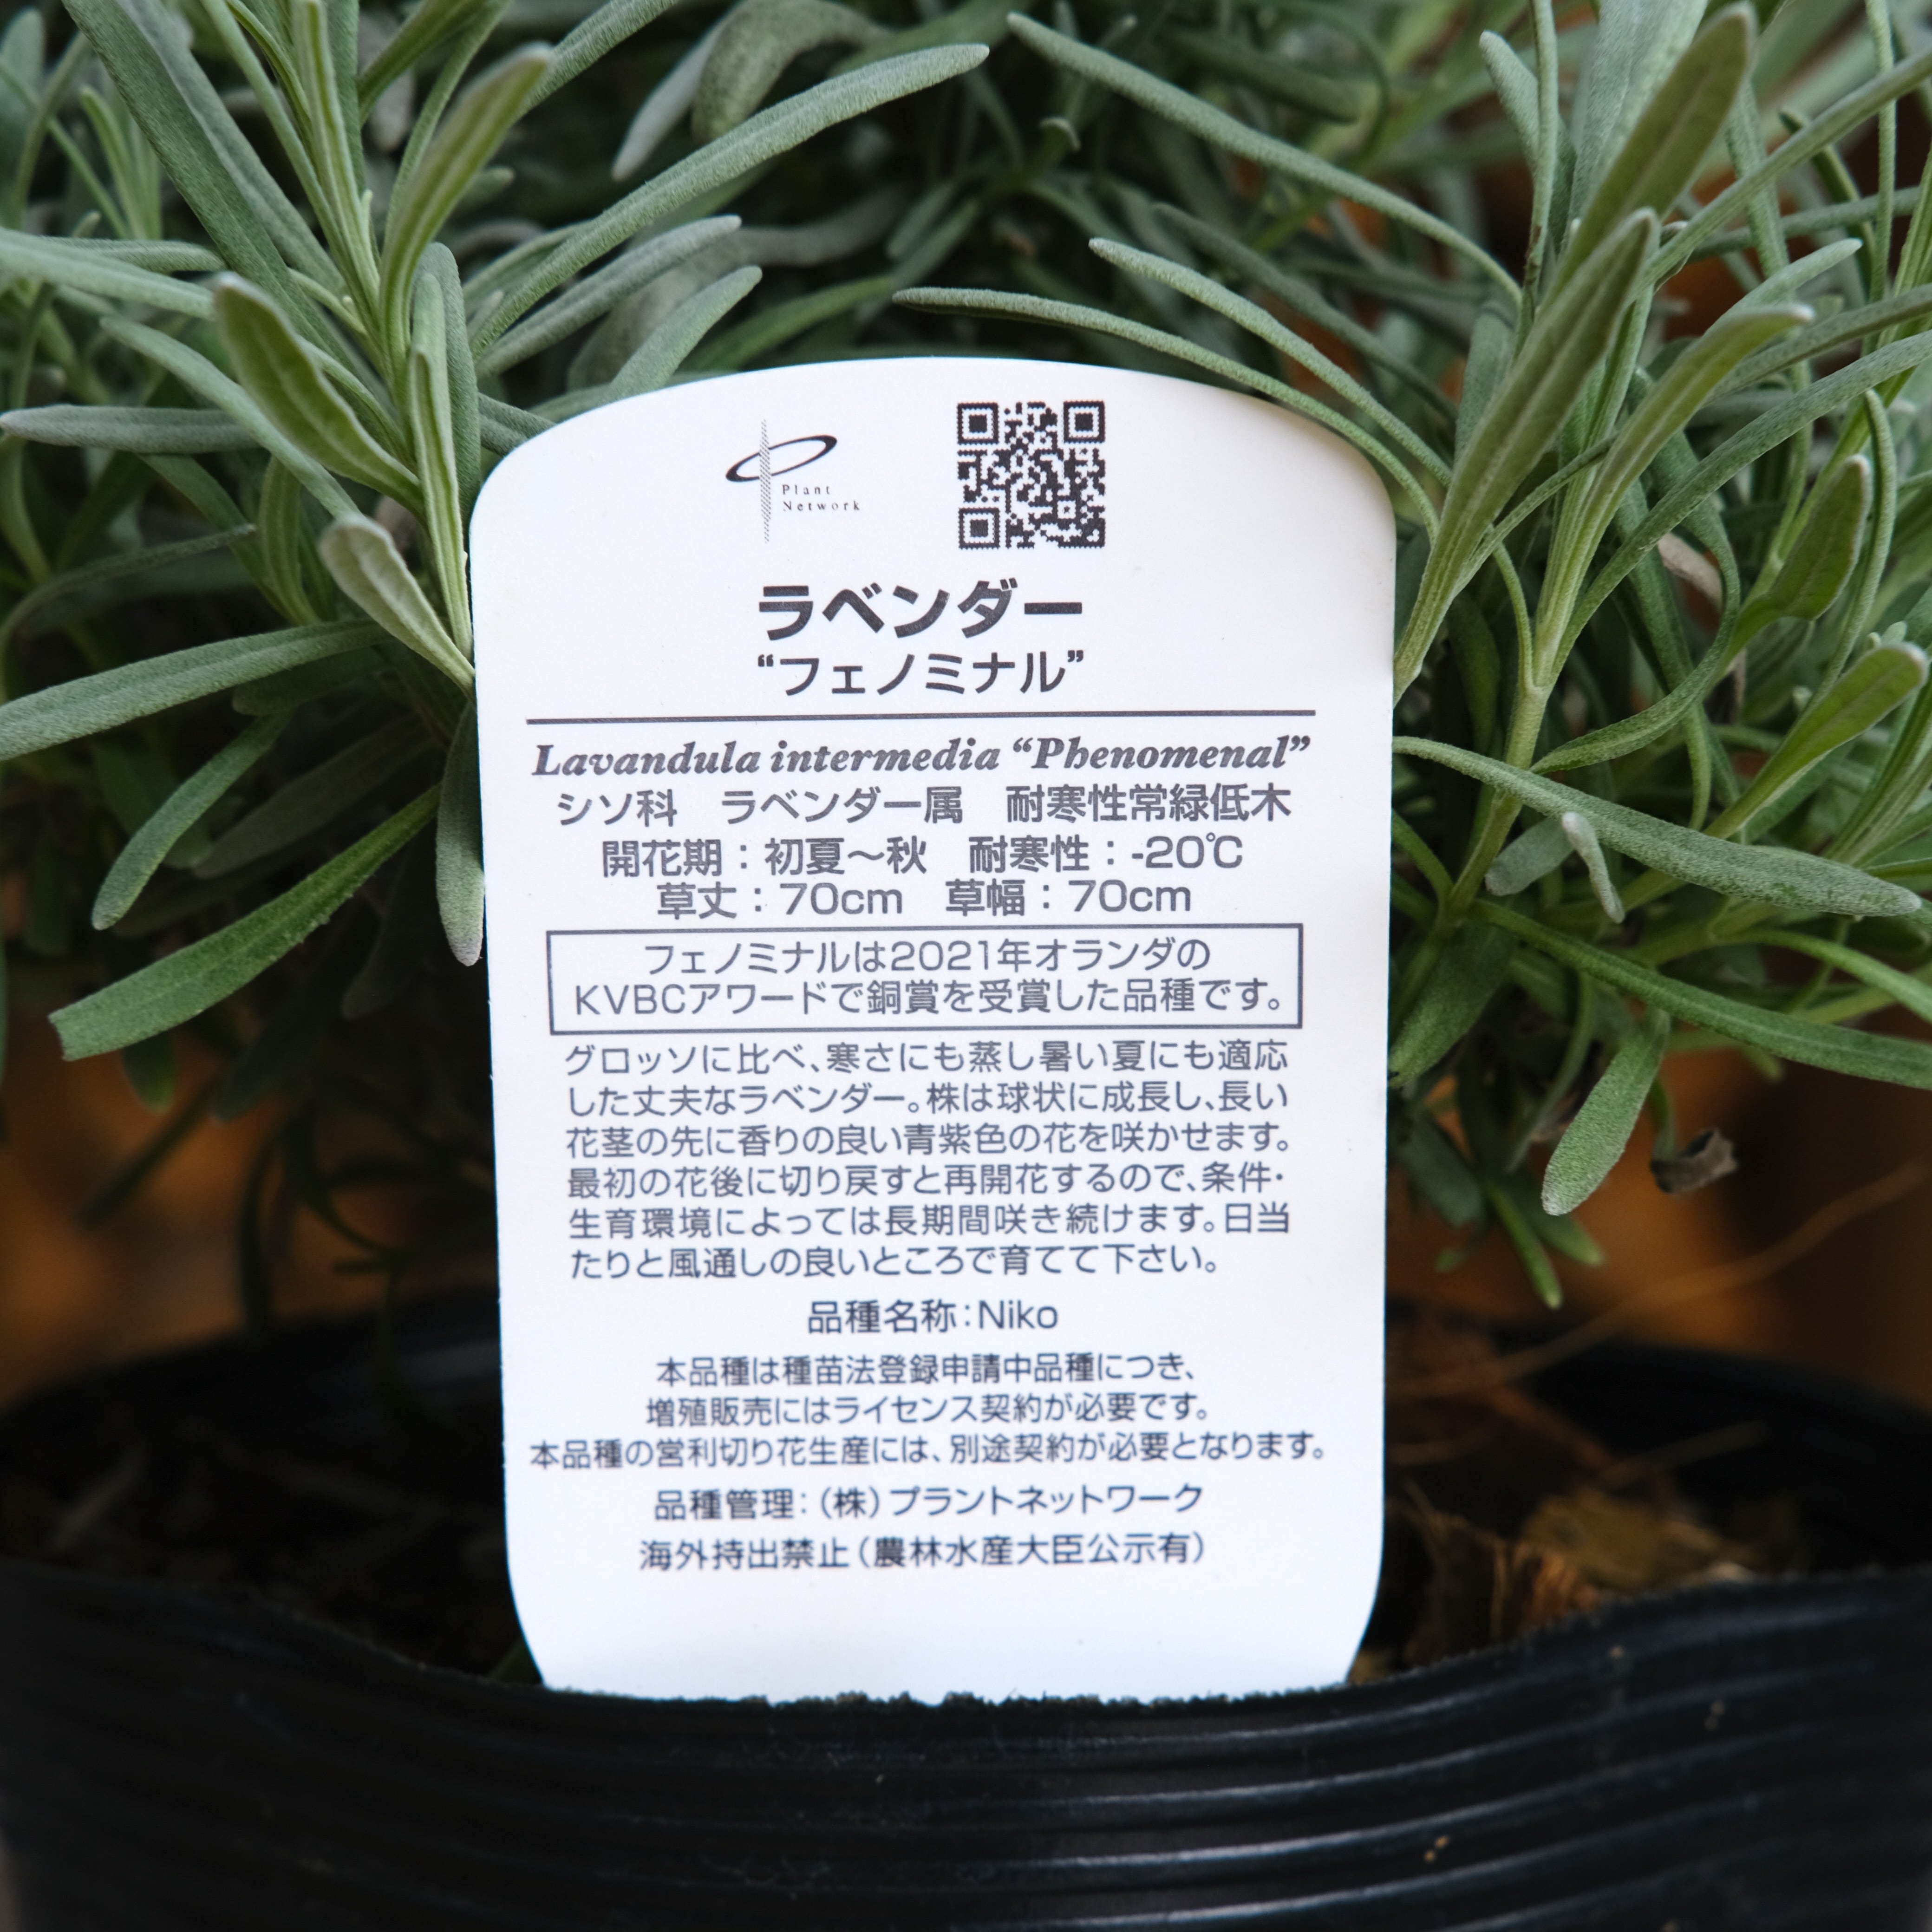 Plant
Network
ラベンダー
“フェノミナル”
Lavandula intermedia “Phenomenal”
シソ科　ラベンダー属　耐寒性常緑低木
開花期：初夏～秋　耐寒性：-20℃
草丈：70cm　草幅：70cm
フェノミナルは2021年オランダの
KVBCアワードで銅賞を受賞した品種です。
グロッソに比べ、寒さにも蒸し暑い夏にも適応
した丈夫なラベンダー。株は球状に成長し、長い
花茎の先に香りの良い青紫色の花を咲かせます。
最初の花後に切り戻すと再開花するので、条件・
生育環境によっては長期間咲き続けます。日当
たりと風通しの良いところで育てて下さい。
品種名称：Niko
本品種は種苗法登録申請中品種につき、
増殖販売にはライセンス契約が必要です。
本品種の営利切り花生産には、別途契約が必要となります。
品種管理：（株）プラントネットワーク
海外持出禁止（農林水産大臣公示有）